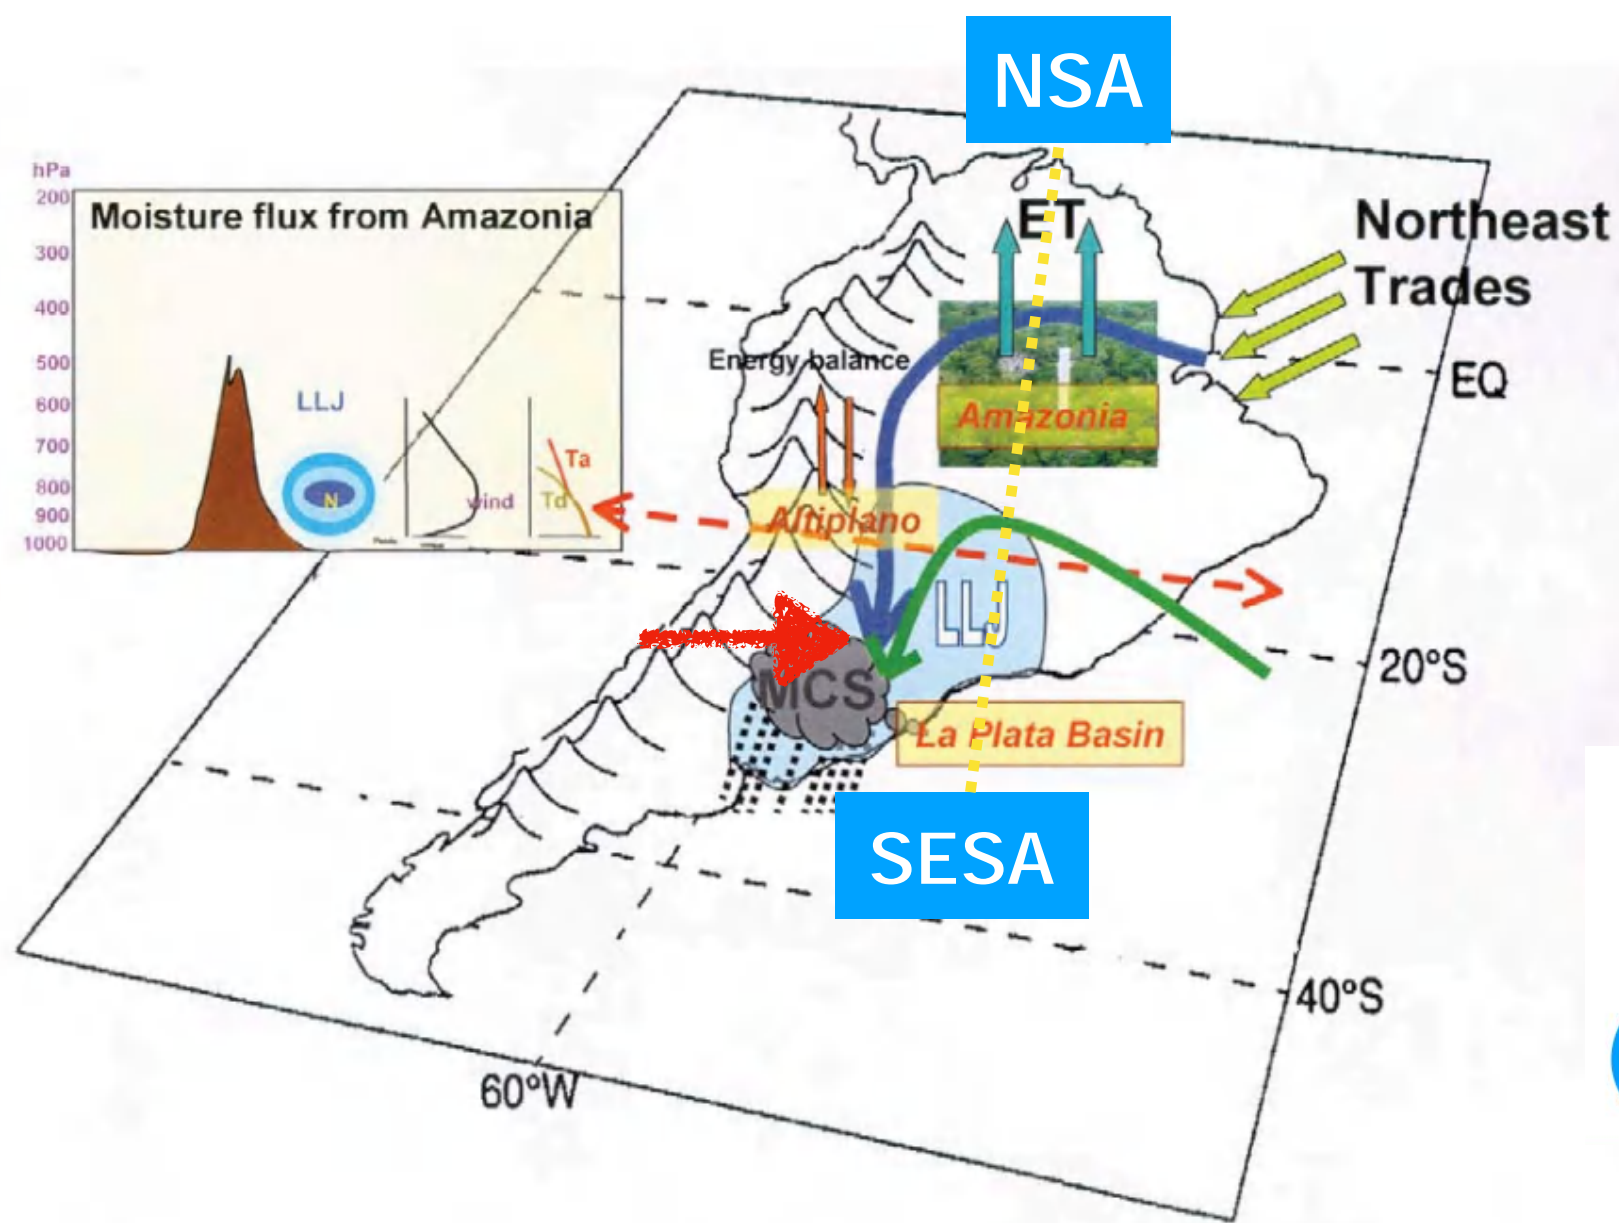 NSA
hPa
200
300
400
500
600
700
800
900
1000
Moisture flux from Amazonia
LLJ
N
wind
Ta
Td
ET
Northeast
Trades
Energy balance
EQ
Amazonia
Altiplano
LLJ
20°S
MCS
La Plata Basin
SESA
40°S
60°W